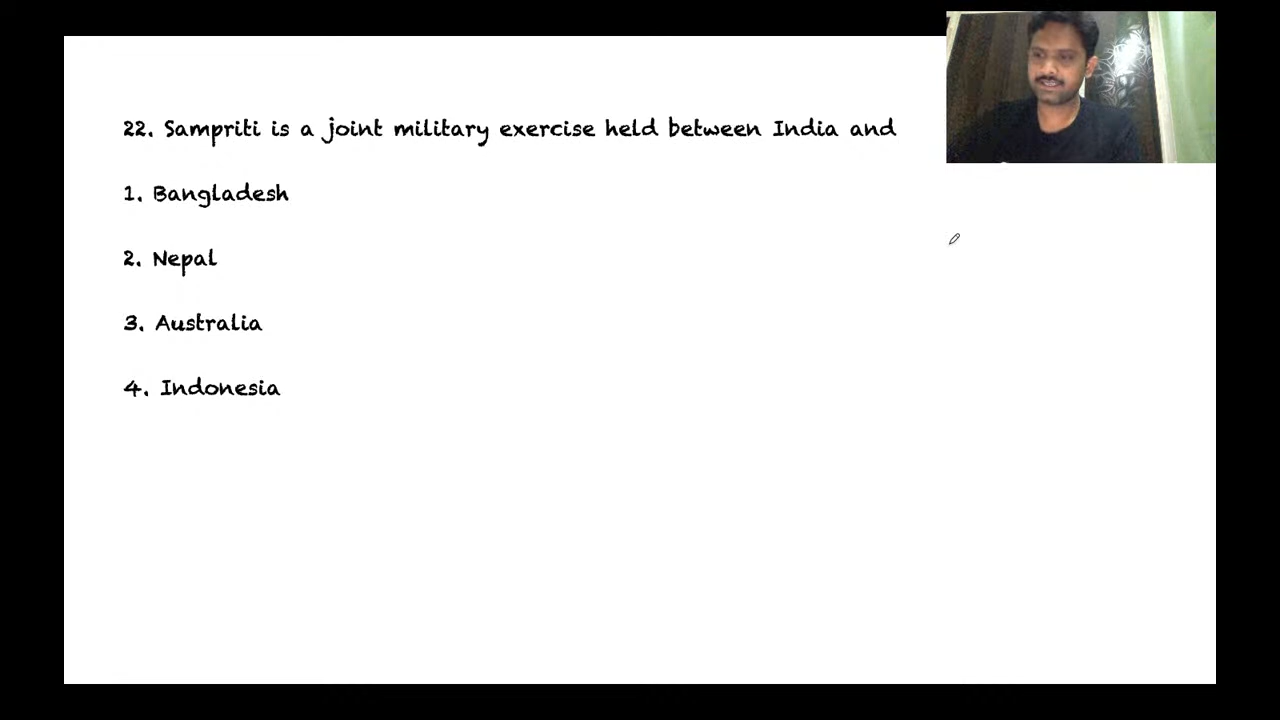 22. Sampriti is a joint military exercise held between India and
1. Bangladesh
2. Nepal
3. Australia
4. Indonesia